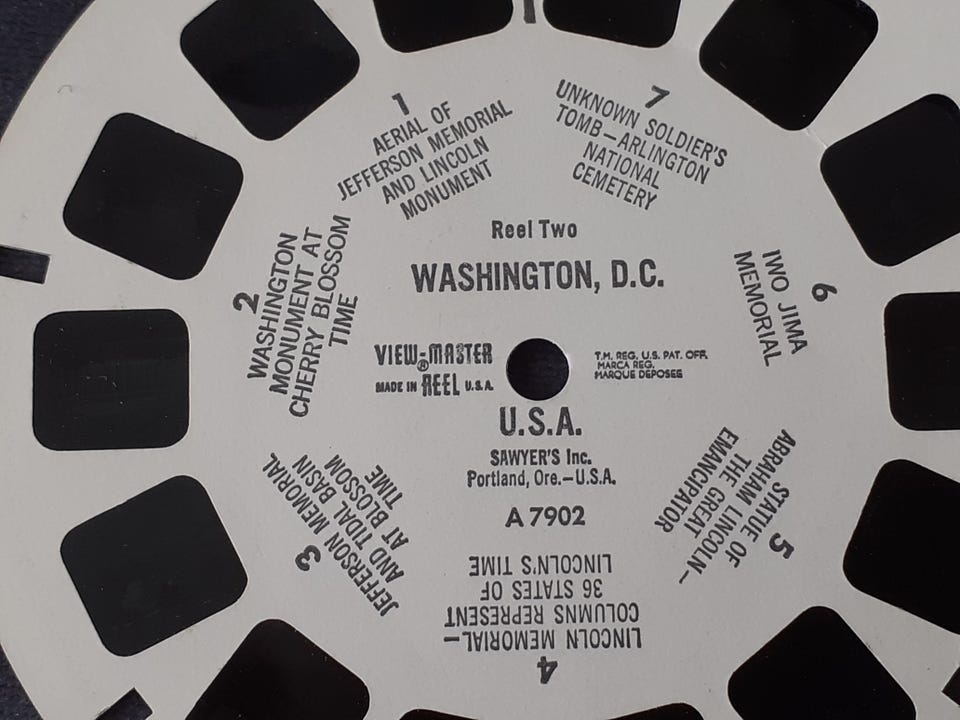 1
AERIAL OF
JEFFERSON MEMORIAL
AND LINCOLN
MONUMENT
7
UNKNOWN SOLDIER'S
TOMB—ARLINGTON
NATIONAL
CEMETERY
Reel Two
WASHINGTON, D.C.
2
WASHINGTON
MONUMENT AT
CHERRY BLOSSOM
TIME
6
IWO JIMA
MEMORIAL
VIEW-MASTER
®
MADE IN REEL U.S.A.
T.M. REG. U.S. PAT. OFF.
MARCA REG.
MARQUE DEPOSEE
U.S.A.
SAWYER'S Inc.
Portland, Ore.—U.S.A.
A 7902
3
JEFFERSON MEMORIAL
AND TIDAL BASIN
AT BLOSSOM
TIME
4
LINCOLN MEMORIAL—
COLUMNS REPRESENT
36 STATES OF
LINCOLN'S TIME
5
STATUE OF
ABRAHAM LINCOLN—
THE GREAT
EMANCIPATOR